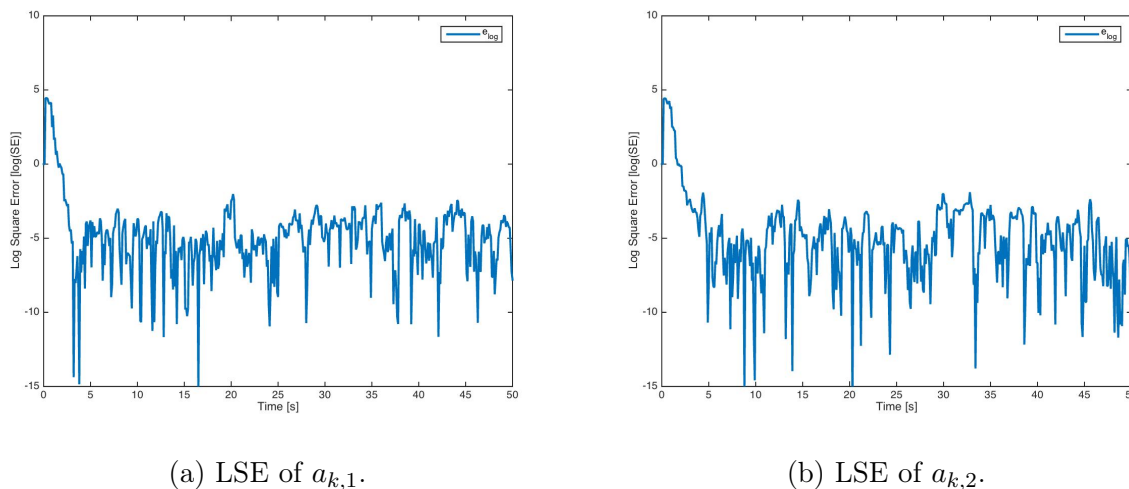 10
5
0
-5
-10
-15
Log Square Error [log(SE)]
e_log
0 5 10 15 20 25 30 35 40 45 50
Time [s]
(a) LSE of a_{k,1}.
10
5
0
-5
-10
-15
Log Square Error [log(SE)]
e_log
0 5 10 15 20 25 30 35 40 45
Time [s]
(b) LSE of a_{k,2}.